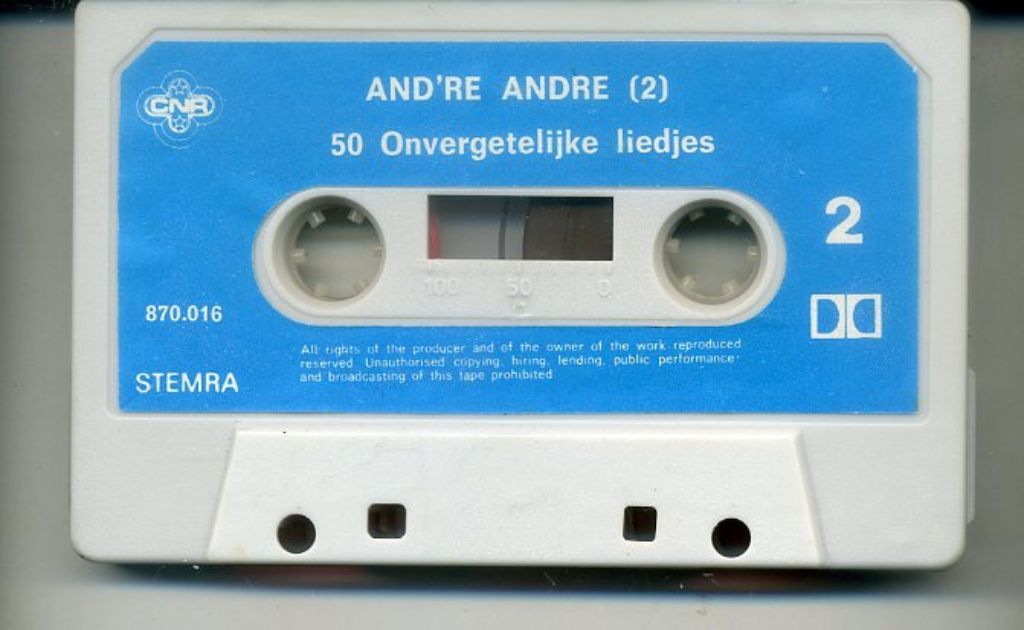 CNR
AND'RE ANDRE (2)
50 Onvergetelijke liedjes
2
100 50 0
870.016
All rights of the producer and of the owner of the work reproduced
reserved. Unauthorised copying, hiring, lending, public performance
and broadcasting of this tape prohibited
STEMRA